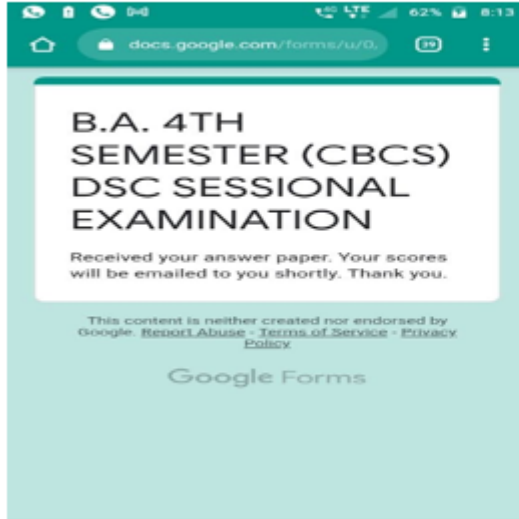 LTE 62% 8:13
docs.google.com/forms/u/0. 39
B.A. 4TH
SEMESTER (CBCS)
DSC SESSIONAL
EXAMINATION
Received your answer paper. Your scores
will be emailed to you shortly. Thank you.
This content is neither created nor endorsed by
Google. Report Abuse - Terms of Service - Privacy
Policy
Google Forms